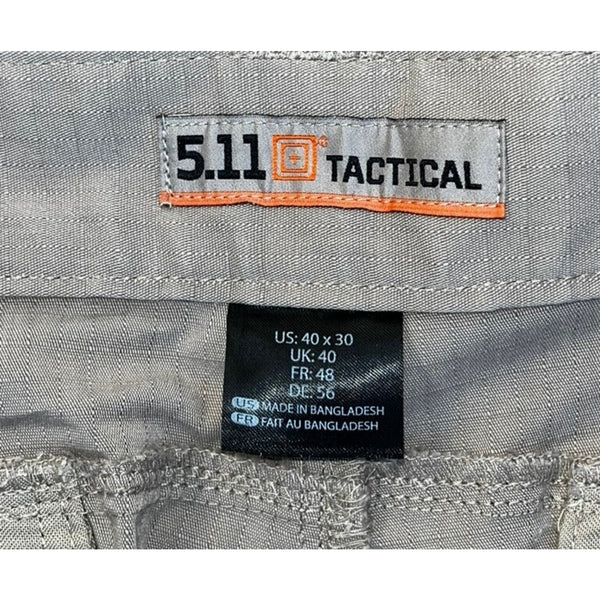 5.11 ® TACTICAL
US: 40 x 30
UK: 40
FR: 48
DE: 56
US MADE IN BANGLADESH
FR FAIT AU BANGLADESH